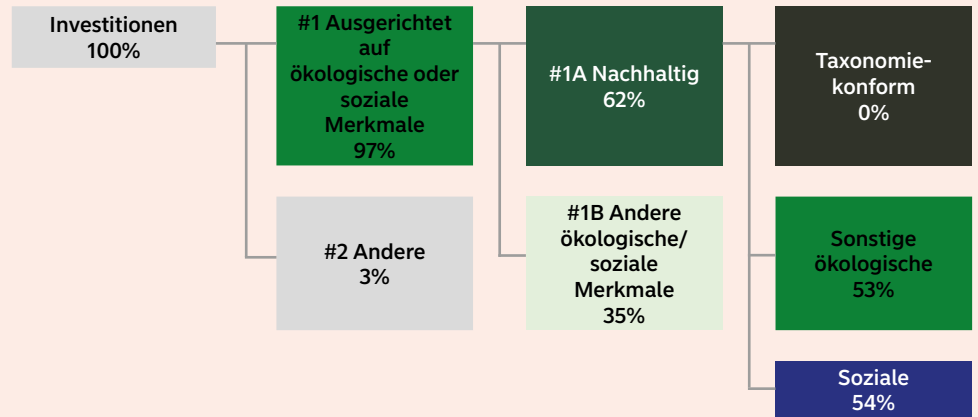 Investitionen
100%
#1 Ausgerichtet
auf
ökologische oder
soziale
Merkmale
97%
#1A Nachhaltig
62%
Taxonomie-
konform
0%
#2 Andere
3%
#1B Andere
ökologische/
soziale
Merkmale
35%
Sonstige
ökologische
53%
Soziale
54%